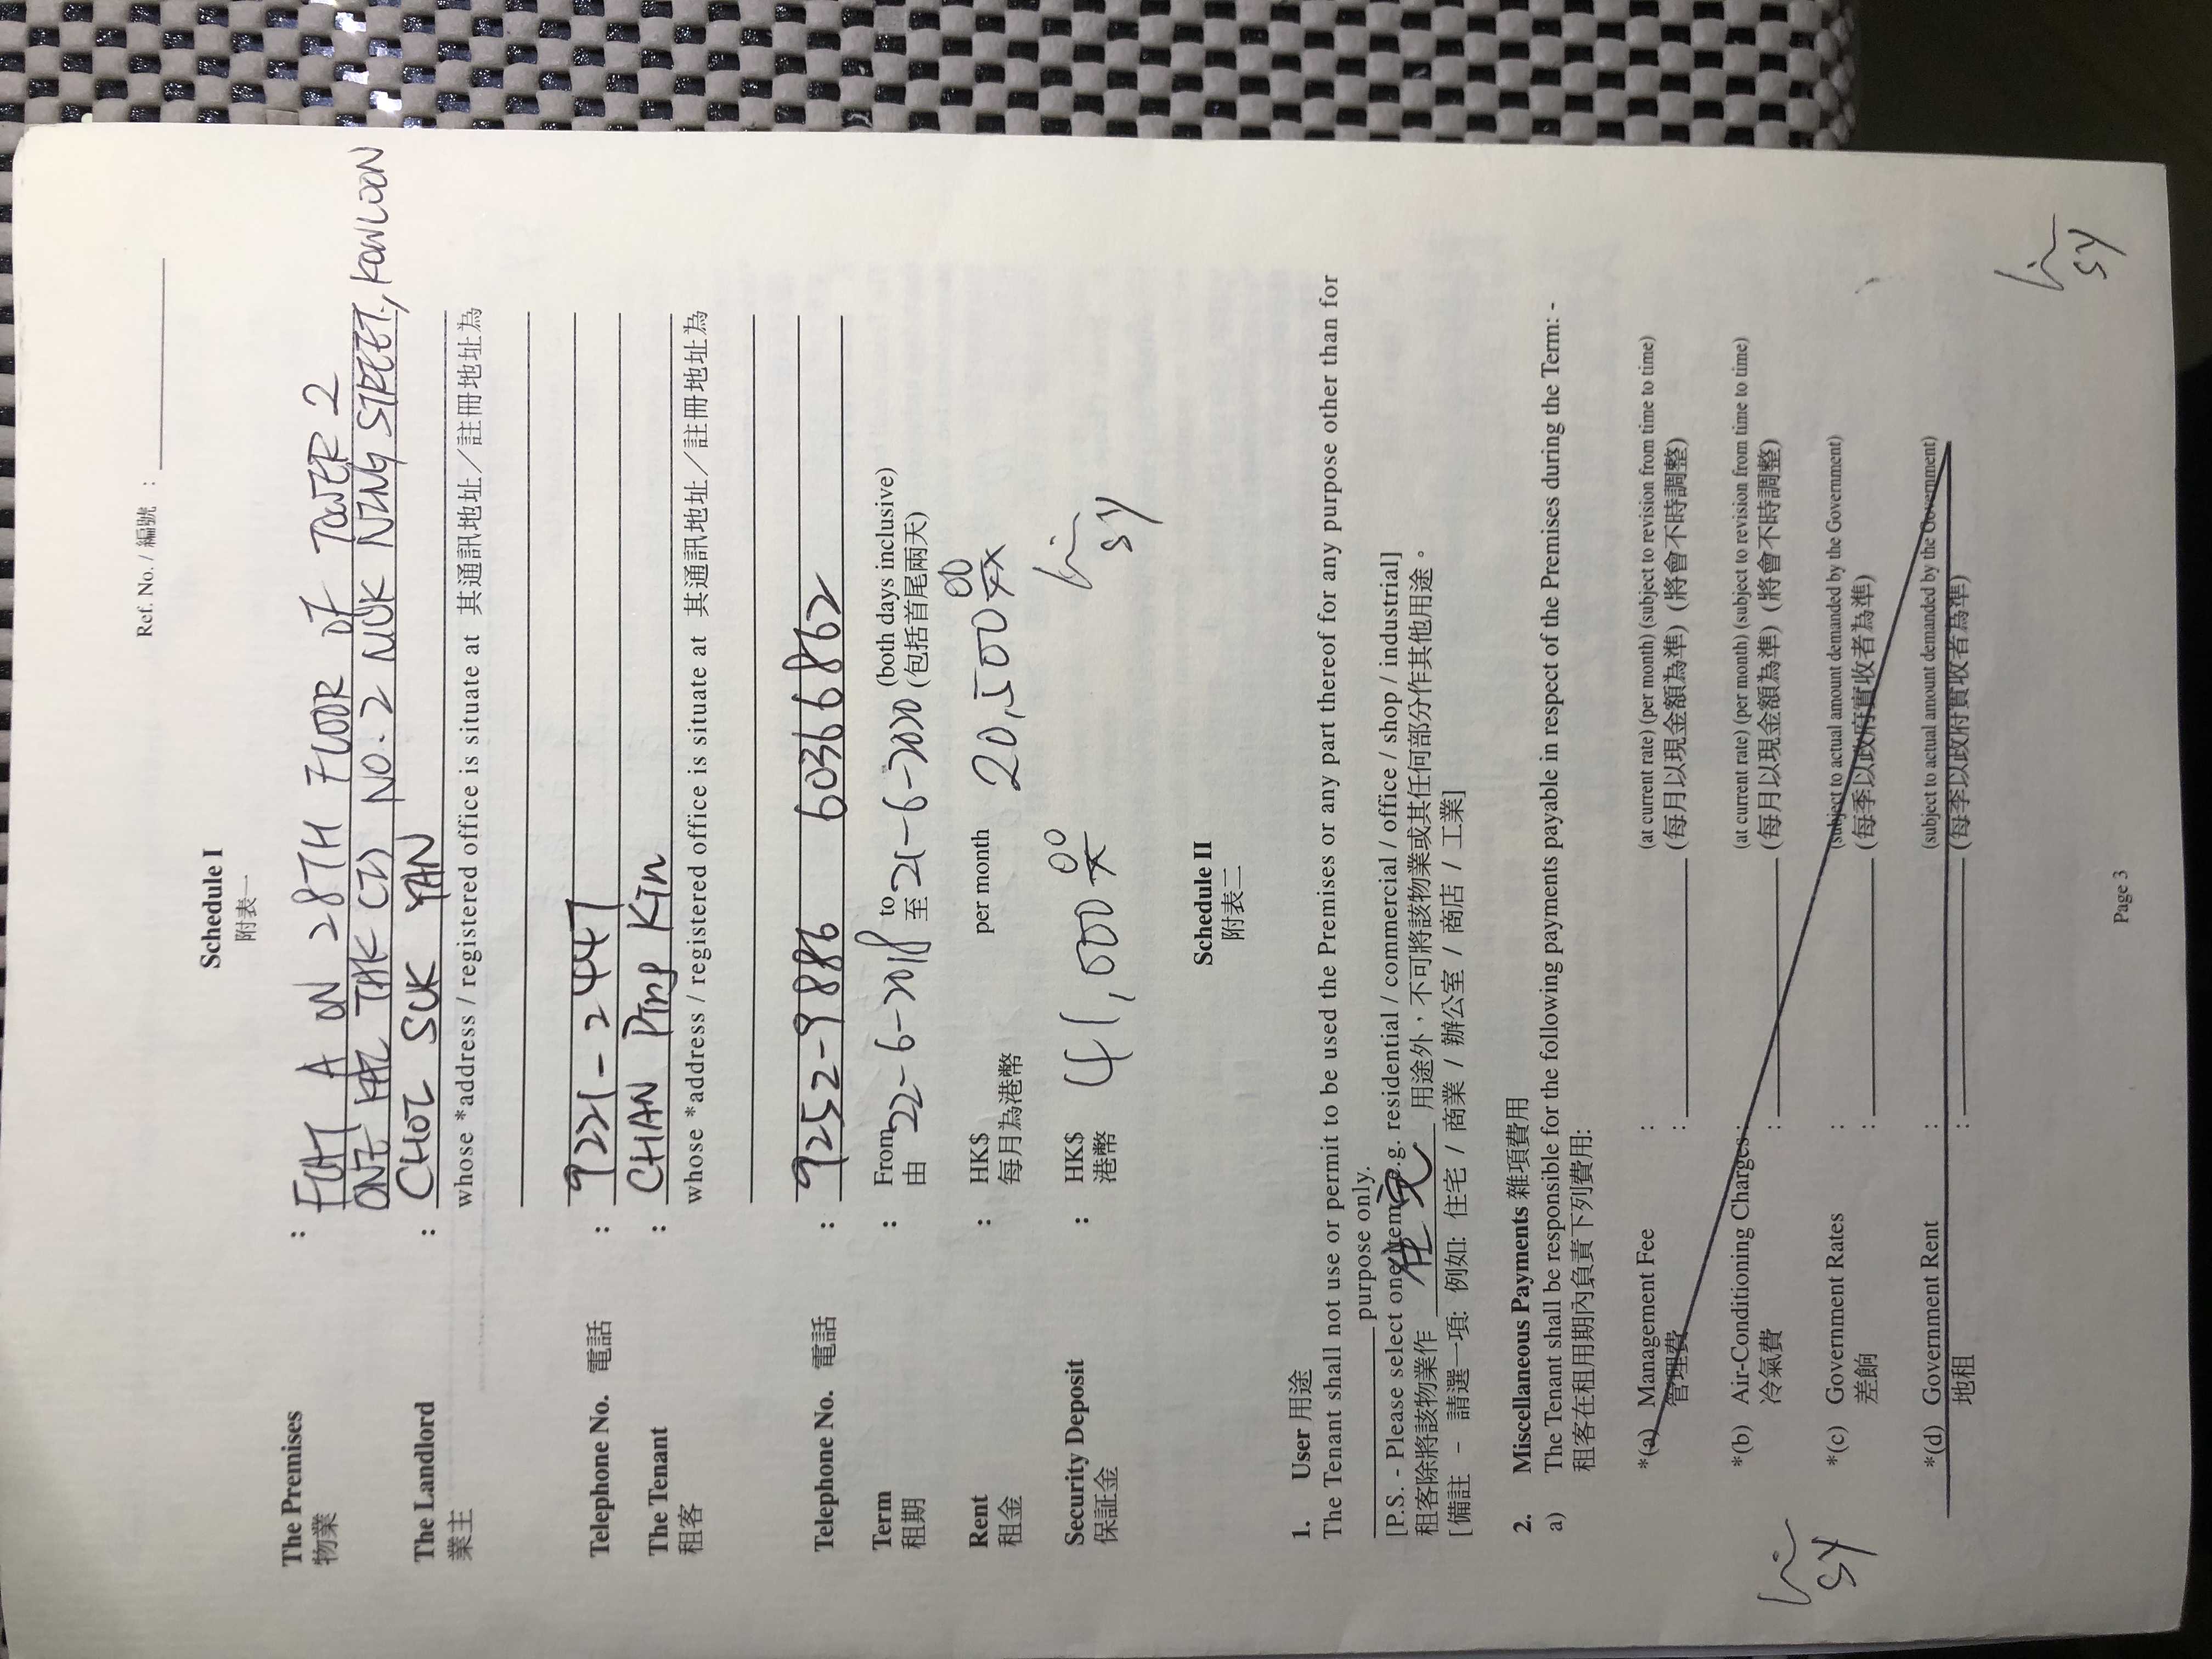 Ref. No. / 編號 :
Schedule I
附表一
The Premises : FLAT A ON 28TH FLOOR OF TOWER 2
物業 ONE KAI TAK (I) NO. 2 MUK NING STREET, KOWLOON
The Landlord : CHOI SUK YAN
業主 whose *address / registered office is situate at 其通訊地址／註冊地址為
Telephone No. 電話 : 9221-2447
The Tenant : CHAN Ping Kin
租客 whose *address / registered office is situate at 其通訊地址／註冊地址為
Telephone No. 電話 : 9252-9886 60366862
Term : From 22-6-2018 to 21-6-2020 (both days inclusive)
租期 由 至 (包括首尾兩天)
Rent : HK$ per month 20,500 00
租金 每月為港幣
Security Deposit : HK$ 41,000 00
保証金 港幣
SY
Schedule II
附表二
1. User 用途
The Tenant shall not use or permit to be used the Premises or any part thereof for any purpose other than for
purpose only.
[P.S. - Please select one item e.g. residential / commercial / office / shop / industrial]
租客除將該物業作 住宅 用途外，不可將該物業或其任何部分作其他用途。
[備註 – 請選一項: 例如: 住宅 / 商業 / 辦公室 / 商店 / 工業]
2. Miscellaneous Payments 雜項費用
a) The Tenant shall be responsible for the following payments payable in respect of the Premises during the Term: -
租客在租用期內負責下列費用:
*(a) Management Fee : (at current rate) (per month) (subject to revision from time to time)
管理費 : (每月以現金額為準) (將會不時調整)
*(b) Air-Conditioning Charges : (at current rate) (per month) (subject to revision from time to time)
冷氣費 : (每月以現金額為準) (將會不時調整)
*(c) Government Rates : (subject to actual amount demanded by the Government)
差餉 : (每季以政府實收者為準)
*(d) Government Rent : (subject to actual amount demanded by the Government)
地租 : (每季以政府實收者為準)
SY
SY
Page 3